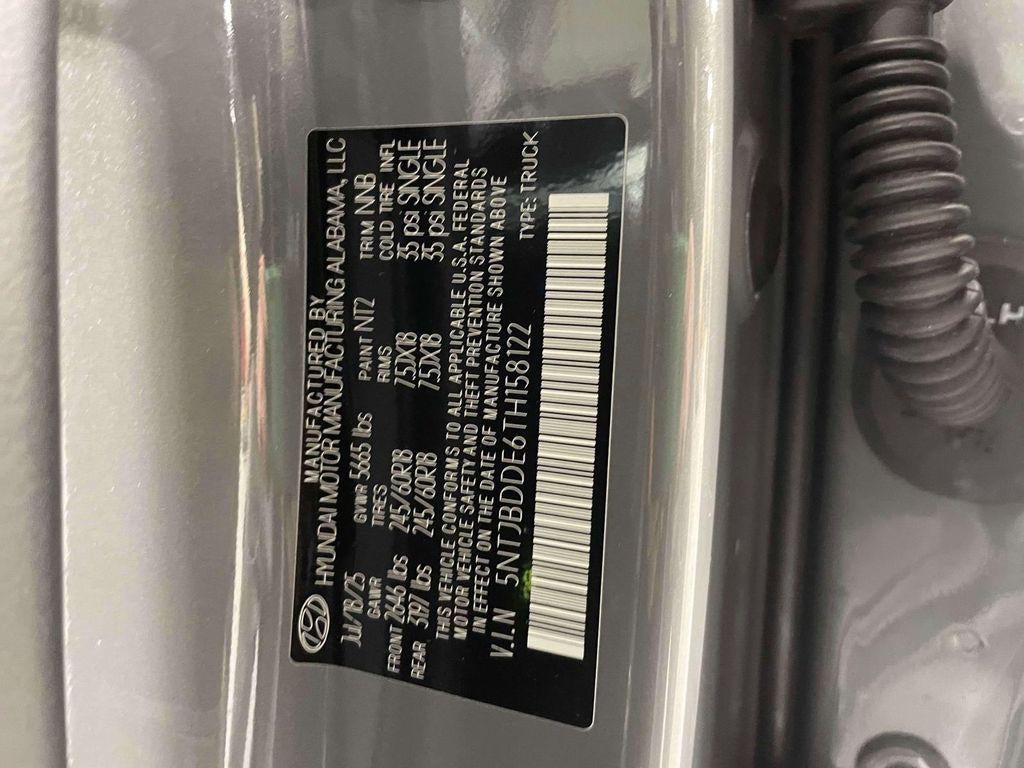 MANUFACTURED BY
HYUNDAI MOTOR MANUFACTURING ALABAMA, LLC
JUL/18/25 GVWR 5665 lbs PAINT NT2 TRIM NNB
GAWR TIRES RIMS COLD TIRE INFL
FRONT 2646 lbs 245/60R18 7.5JX18 35 psi SINGLE
REAR 3197 lbs 245/60R18 7.5JX18 35 psi SINGLE
THIS VEHICLE CONFORMS TO ALL APPLICABLE U.S.A. FEDERAL
MOTOR VEHICLE SAFETY AND THEFT PREVENTION STANDARDS
IN EFFECT ON THE DATE OF MANUFACTURE SHOWN ABOVE
V.I.N 5NTJBDDE6TH158122 TYPE: TRUCK